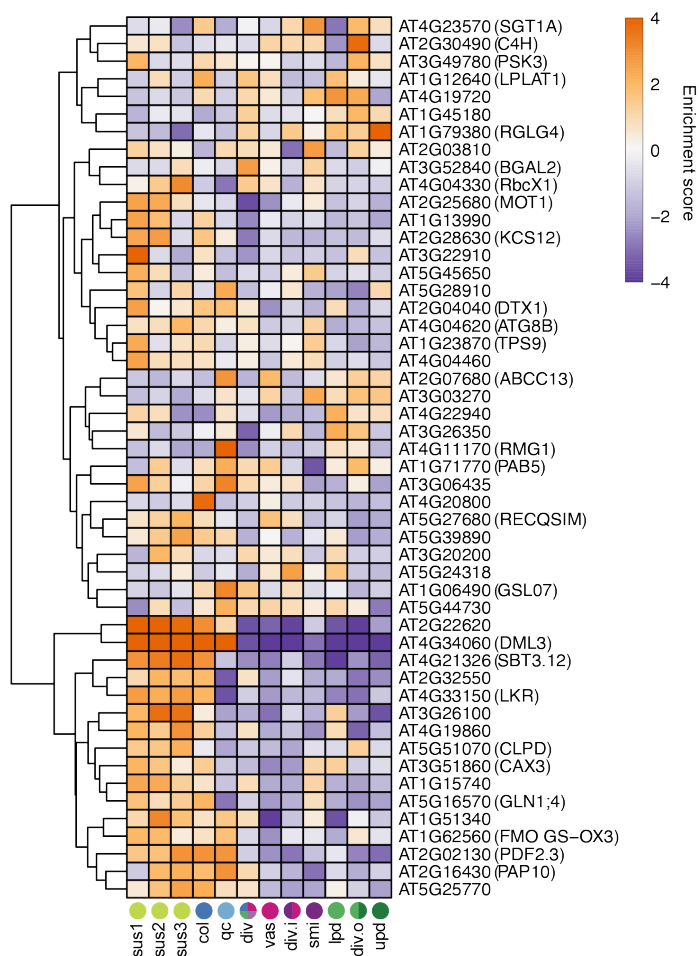 AT4G23570 (SGT1A)
AT2G30490 (C4H)
AT3G49780 (PSK3)
AT1G12640 (LPLAT1)
AT4G19720
AT1G45180
AT1G79380 (RGLG4)
AT2G03810
AT3G52840 (BGAL2)
AT4G04330 (RbcX1)
AT2G25680 (MOT1)
AT1G13990
AT2G28630 (KCS12)
AT3G22910
AT5G45650
AT5G28910
AT2G04040 (DTX1)
AT4G04620 (ATG8B)
AT1G23870 (TPS9)
AT4G04460
AT2G07680 (ABCC13)
AT3G03270
AT4G22940
AT3G26350
AT4G11170 (RMG1)
AT1G71770 (PAB5)
AT3G06435
AT4G20800
AT5G27680 (RECQSIM)
AT5G39890
AT3G20200
AT5G24318
AT1G06490 (GSL07)
AT5G44730
AT2G22620
AT4G34060 (DML3)
AT4G21326 (SBT3.12)
AT2G32550
AT4G33150 (LKR)
AT3G26100
AT4G19860
AT5G51070 (CLPD)
AT3G51860 (CAX3)
AT1G15740
AT5G16570 (GLN1;4)
AT1G51340
AT1G62560 (FMO GS−OX3)
AT2G02130 (PDF2.3)
AT2G16430 (PAP10)
AT5G25770
sus1
sus2
sus3
col
qc
div
vas
div.i
smi
lpd
div.o
upd
4
2
0
−2
−4
Enrichment score